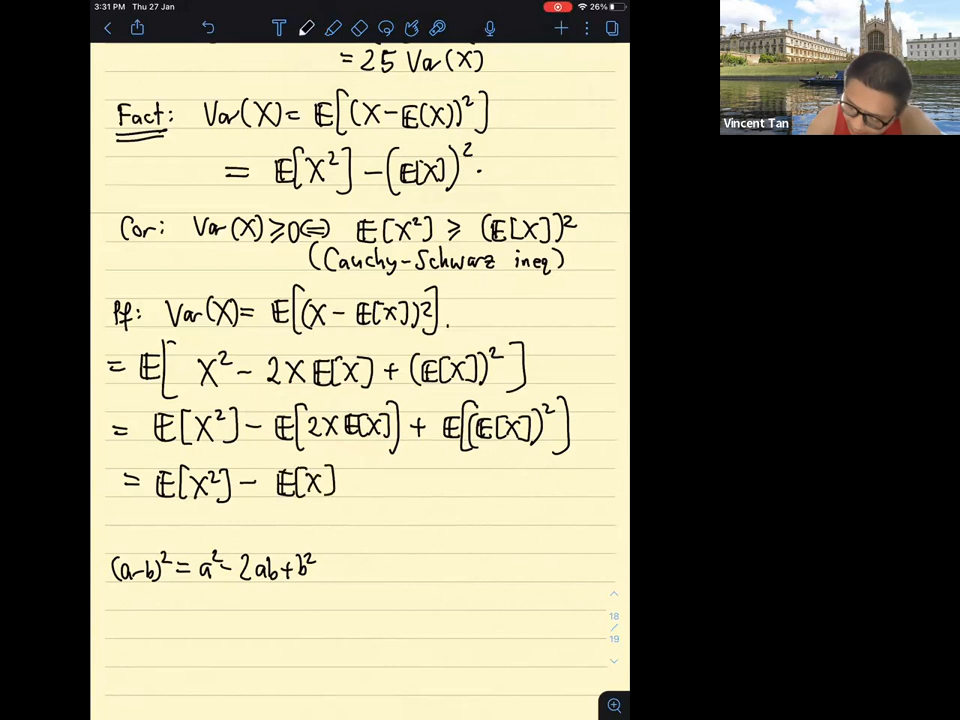 3:31 PM Thu 27 Jan
26%
= 25 Var(X)
Fact: Var(X) = 𝔼[(X-𝔼(X))²]
= 𝔼[X²] - (𝔼[X])².
Cor: Var(X) ≥ 0 ⇔ 𝔼[X²] ≥ (𝔼[X])²
(Cauchy-Schwarz ineq)
Pf: Var(X) = 𝔼[(X - 𝔼[X])²].
= 𝔼[ X² - 2X 𝔼[X] + (𝔼[X])² ]
= 𝔼[X²] - 𝔼[2X 𝔼[X]] + 𝔼[(𝔼[X])²]
= 𝔼[X²] - 𝔼[X]
(a-b)² = a² - 2ab + b²
18
/
19
Vincent Tan